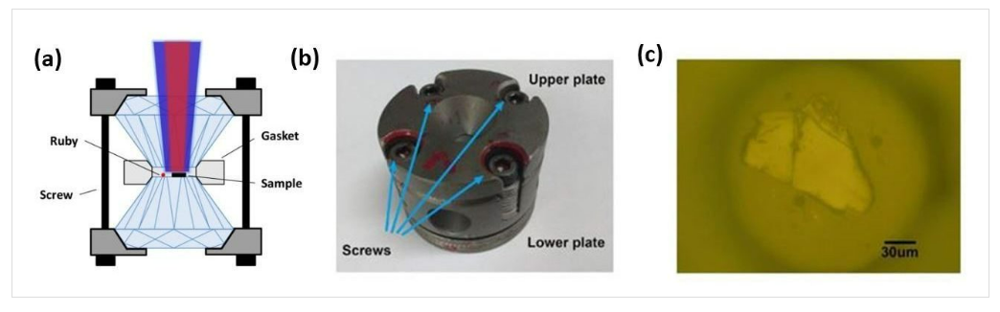 (a)
Ruby
Screw
Gasket
Sample
(b)
Upper plate
Screws
Lower plate
(c)
30um